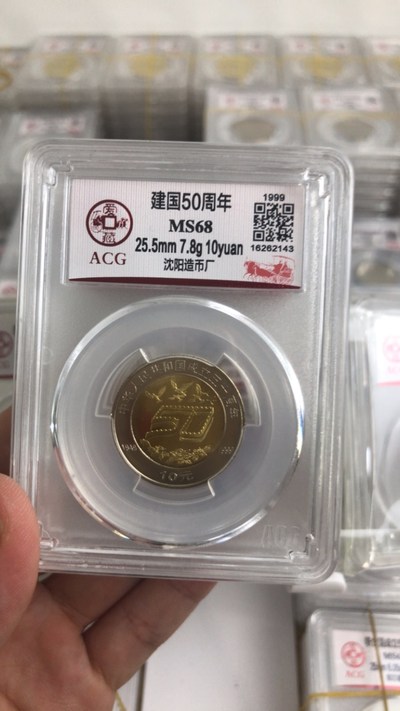 建国50周年
1999
MS68
25.5mm 7.8g 10yuan
16262143
沈阳造币厂
ACG
中华人民共和国成立五十周年
1949
10元
ACG